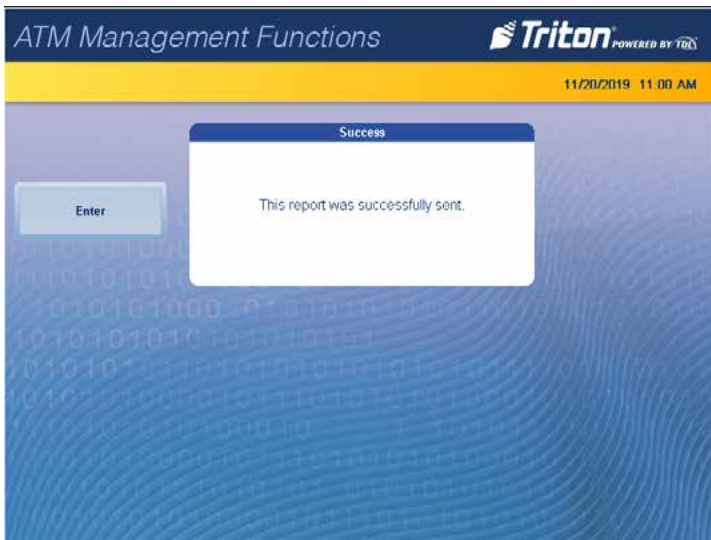 ATM Management Functions
Triton POWERED BY TDL
11/20/2019 11:00 AM
Success
This report was successfully sent.
Enter